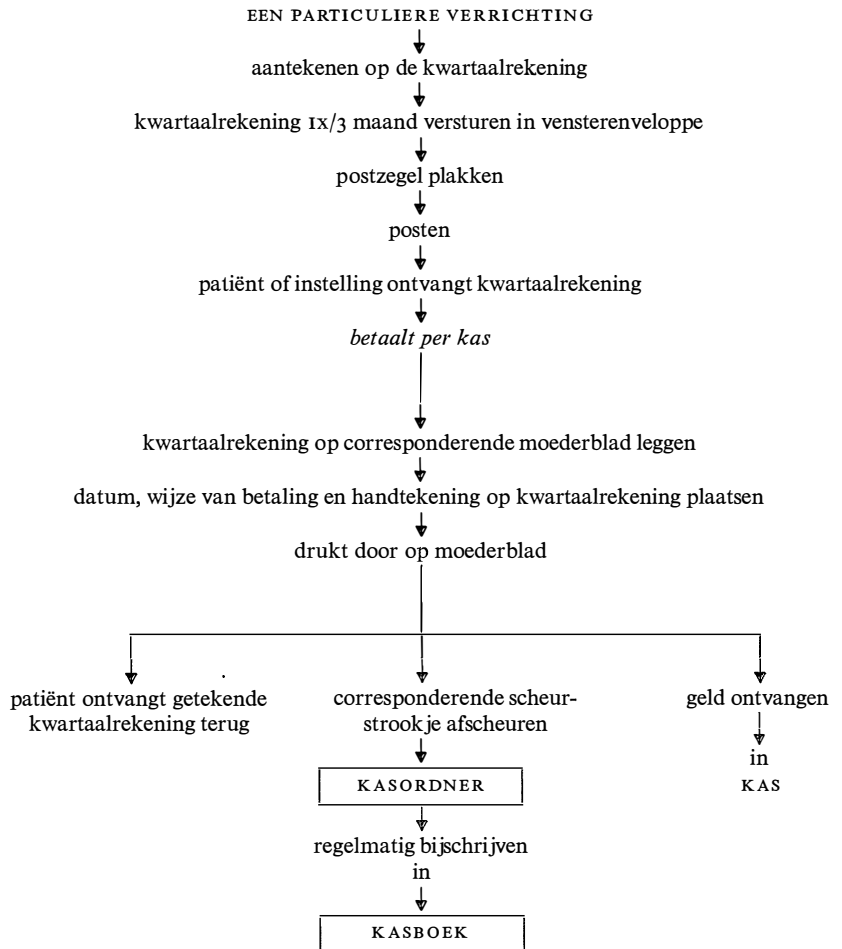 EEN PARTICULIERE VERRICHTING
aantekenen op de kwartaalrekening
kwartaalrekening 1x/3 maand versturen in vensterenveloppe
postzegel plakken
posten
patiënt of instelling ontvangt kwartaalrekening
betaalt per kas
kwartaalrekening op corresponderende moederblad leggen
datum, wijze van betaling en handtekening op kwartaalrekening plaatsen
drukt door op moederblad
patiënt ontvangt getekende
kwartaalrekening terug
corresponderende scheur-
strookje afscheuren
geld ontvangen
in
KAS
KASORDNER
regelmatig bijschrijven
in
KASBOEK